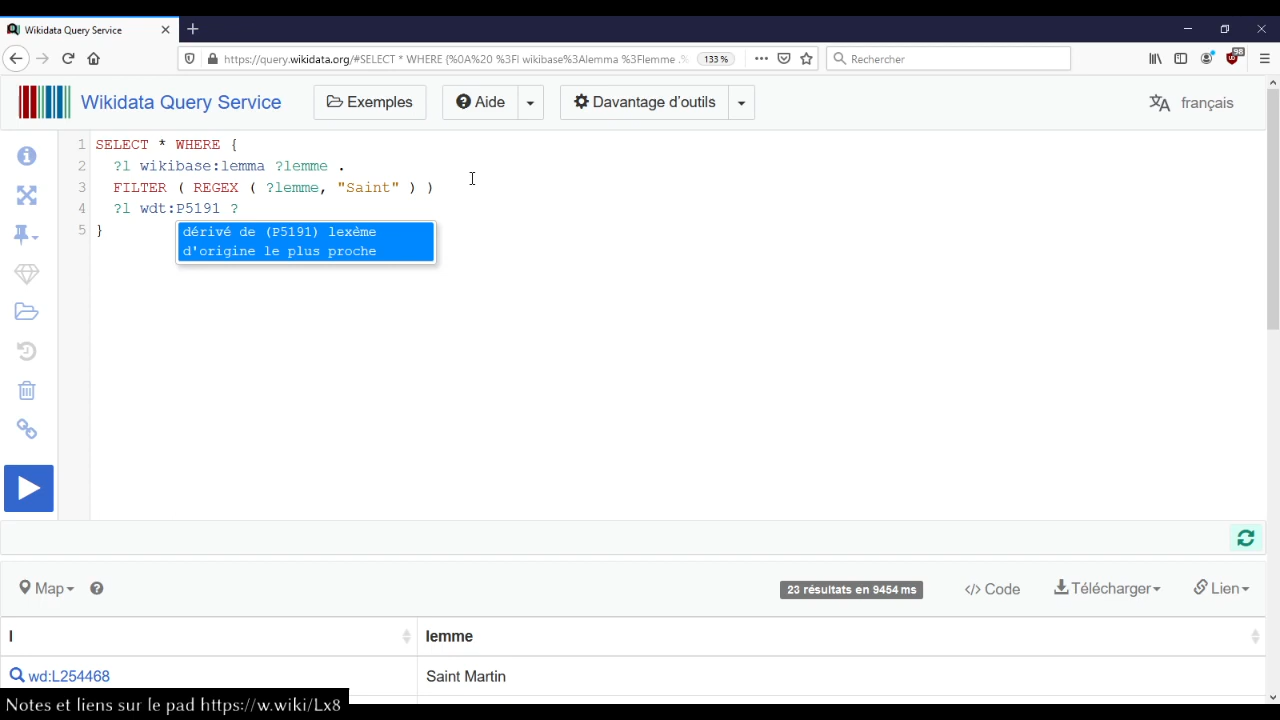 Wikidata Query Service
https://query.wikidata.org/#SELECT * WHERE {%0A%20 %3Fl wikibase%3Alemma %3Flemme .%
133 %
Rechercher
98
Wikidata Query Service
Exemples
Aide
Davantage d'outils
français
1 SELECT * WHERE {
2 ?l wikibase:lemma ?lemme .
3 FILTER ( REGEX ( ?lemme, "Saint" ) )
4 ?l wdt:P5191 ?
5 }
dérivé de (P5191) lexème
d'origine le plus proche
Map
23 résultats en 9454 ms
</> Code
Télécharger
Lien
l
lemme
wd:L254468
Saint Martin
Notes et liens sur le pad https://w.wiki/Lx8